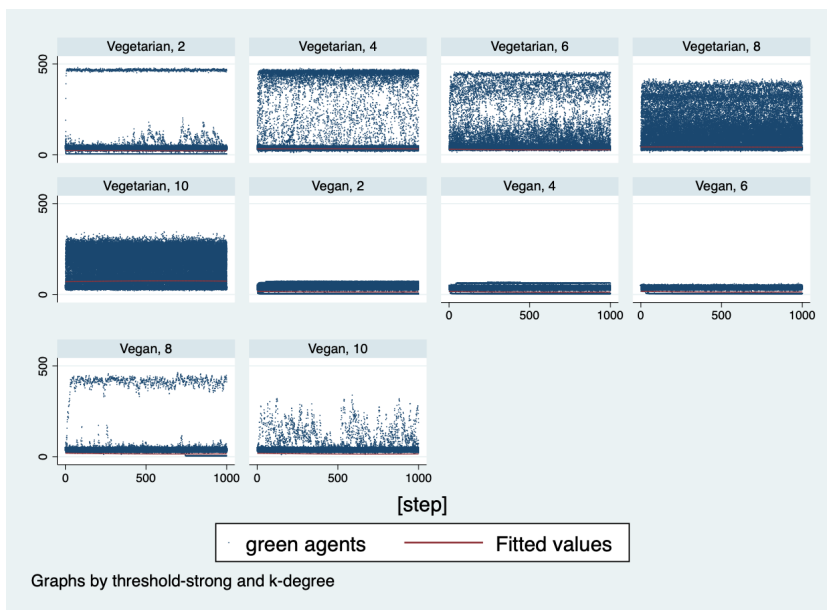 Vegetarian, 2 Vegetarian, 4 Vegetarian, 6 Vegetarian, 8
500
0
Vegetarian, 10 Vegan, 2 Vegan, 4 Vegan, 6
500
0
0 500 1000 0 500 1000
Vegan, 8 Vegan, 10
500
0
0 500 1000 0 500 1000
[step]
green agents Fitted values
Graphs by threshold-strong and k-degree